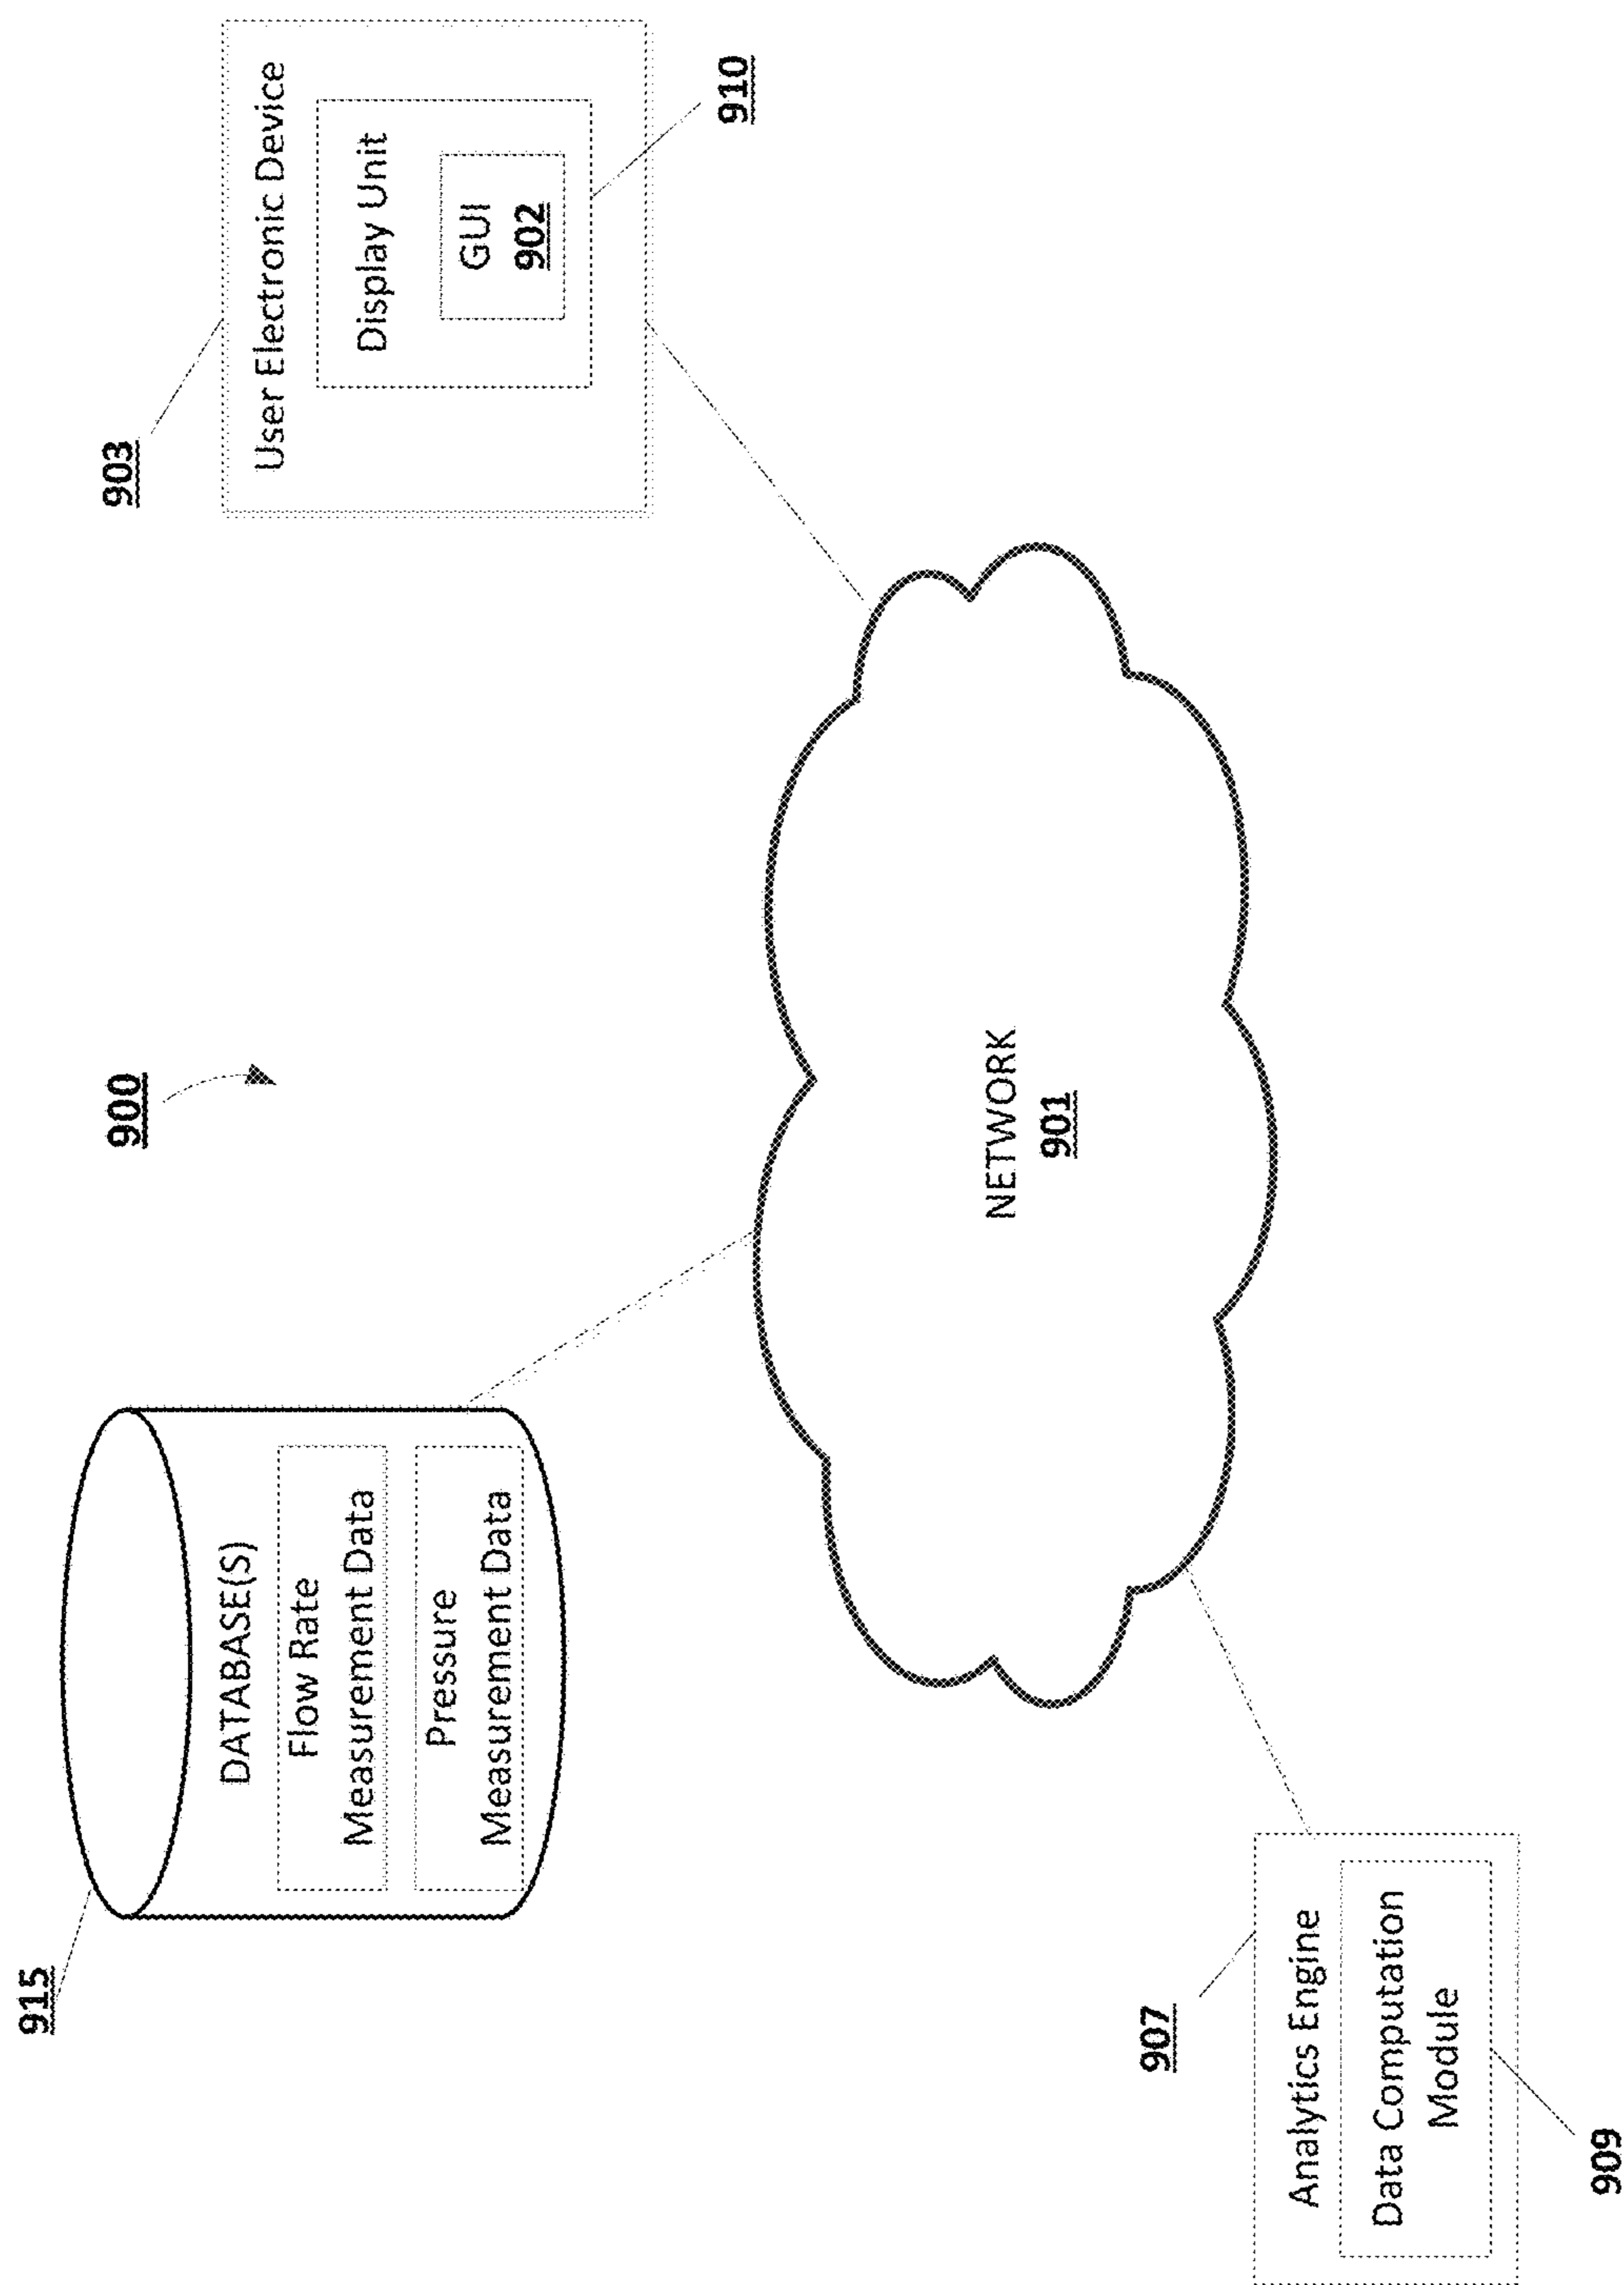 900
915
DATABASE(S)
Flow Rate
Measurement Data
Pressure
Measurement Data
903
User Electronic Device
Display Unit
GUI
902
910
NETWORK
901
907
Analytics Engine
Data Computation
Module
909